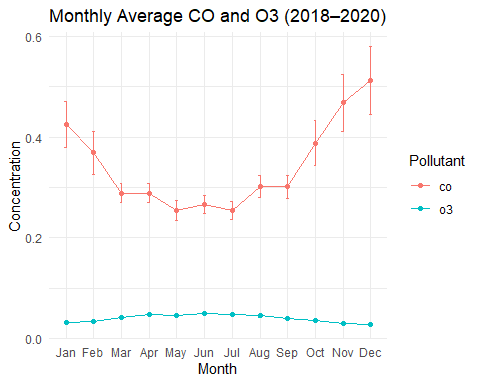 Monthly Average CO and O3 (2018–2020)
0.6
0.4
0.2
0.0
Concentration
Jan Feb Mar Apr May Jun Jul Aug Sep Oct Nov Dec
Month
Pollutant
co
o3